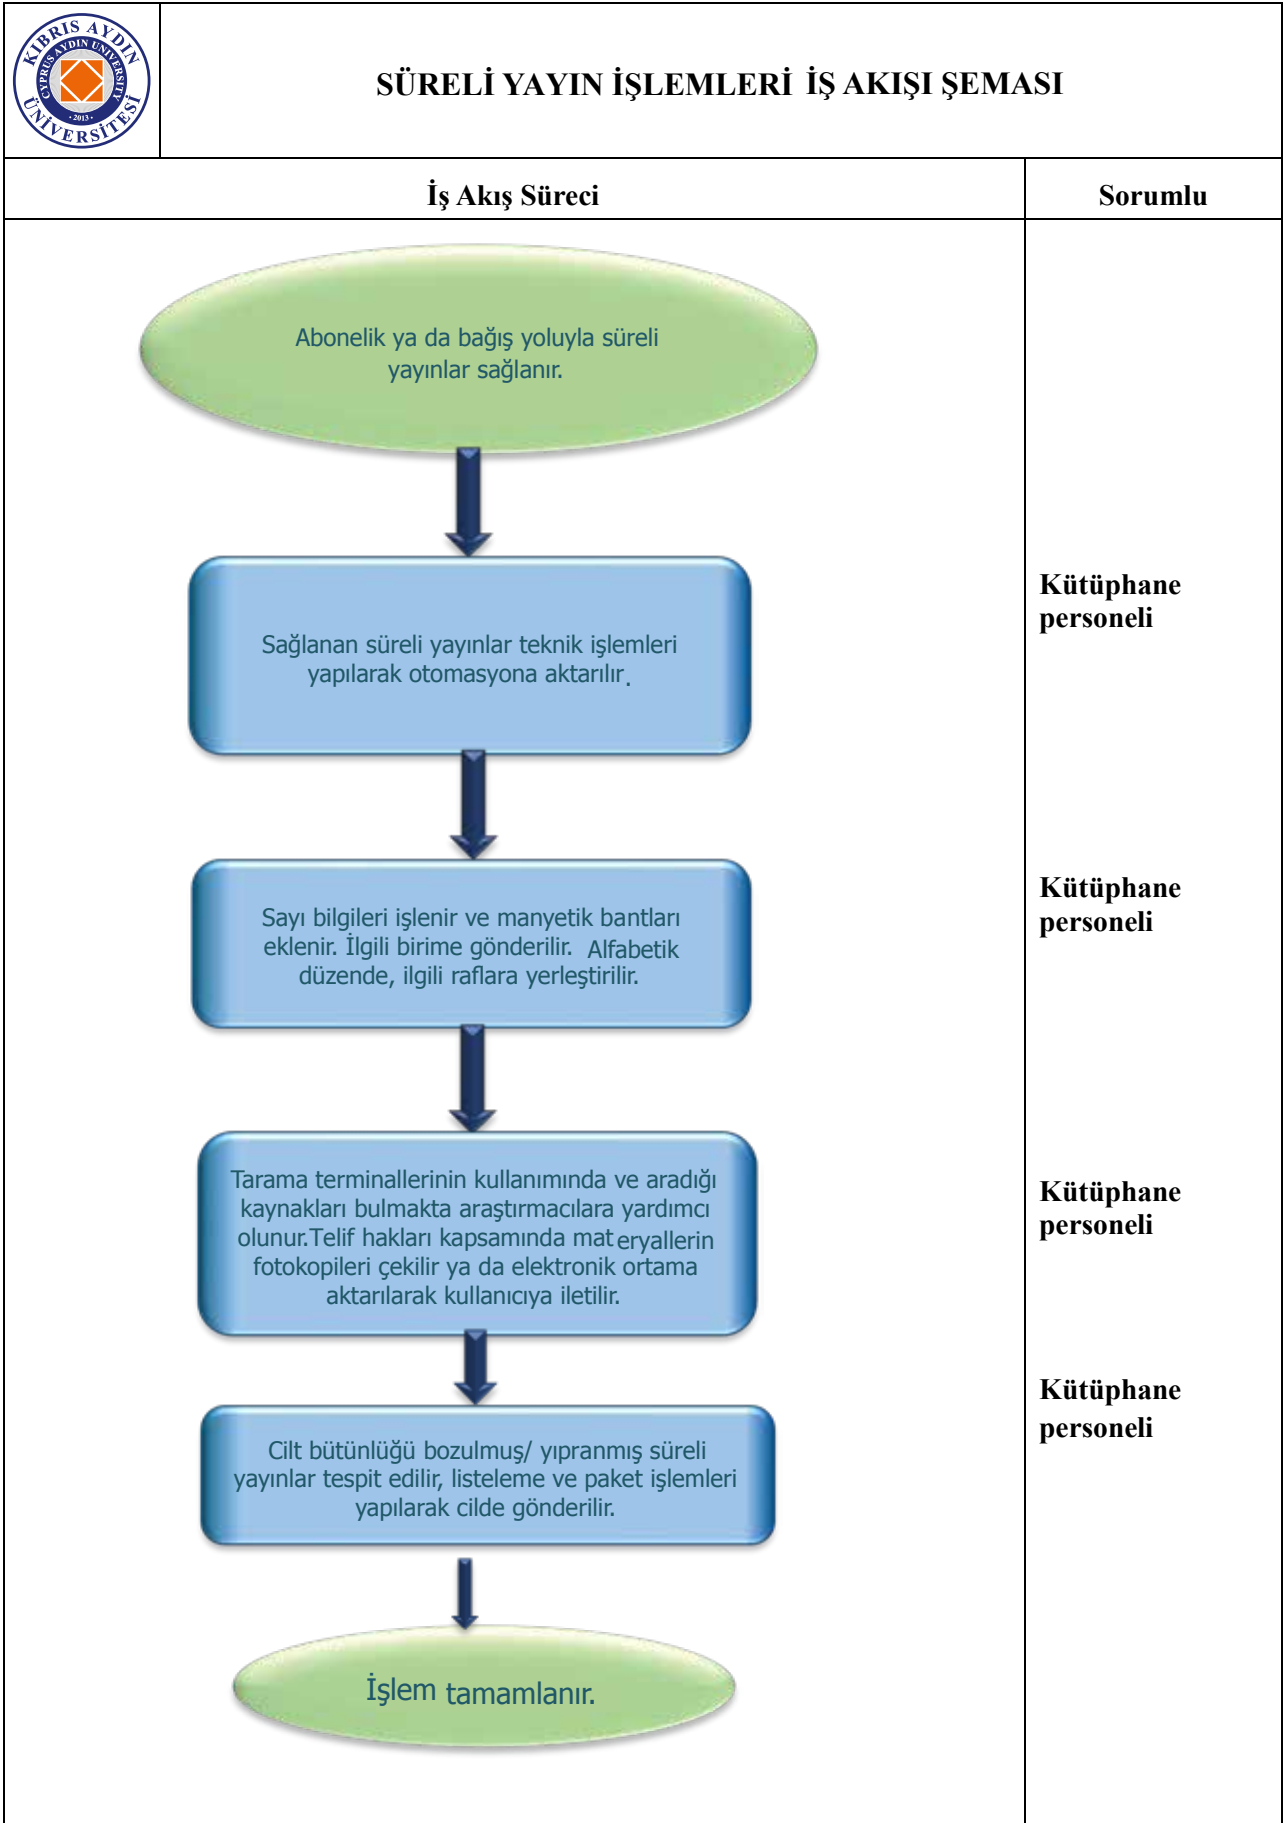 KIBRIS AYDIN
ÜNİVERSİTESİ
CYPRUS AYDIN UNIVERSITY
· 2013 ·
SÜRELİ YAYIN İŞLEMLERİ İŞ AKIŞI ŞEMASI
İş Akış Süreci
Sorumlu
Abonelik ya da bağış yoluyla süreli
yayınlar sağlanır.
Sağlanan süreli yayınlar teknik işlemleri
yapılarak otomasyona aktarılır.
Kütüphane
personeli
Sayı bilgileri işlenir ve manyetik bantları
eklenir. İlgili birime gönderilir. Alfabetik
düzende, ilgili raflara yerleştirilir.
Kütüphane
personeli
Tarama terminallerinin kullanımında ve aradığı
kaynakları bulmakta araştırmacılara yardımcı
olunur.Telif hakları kapsamında mat eryallerin
fotokopileri çekilir ya da elektronik ortama
aktarılarak kullanıcıya iletilir.
Kütüphane
personeli
Cilt bütünlüğü bozulmuş/ yıpranmış süreli
yayınlar tespit edilir, listeleme ve paket işlemleri
yapılarak cilde gönderilir.
Kütüphane
personeli
İşlem tamamlanır.